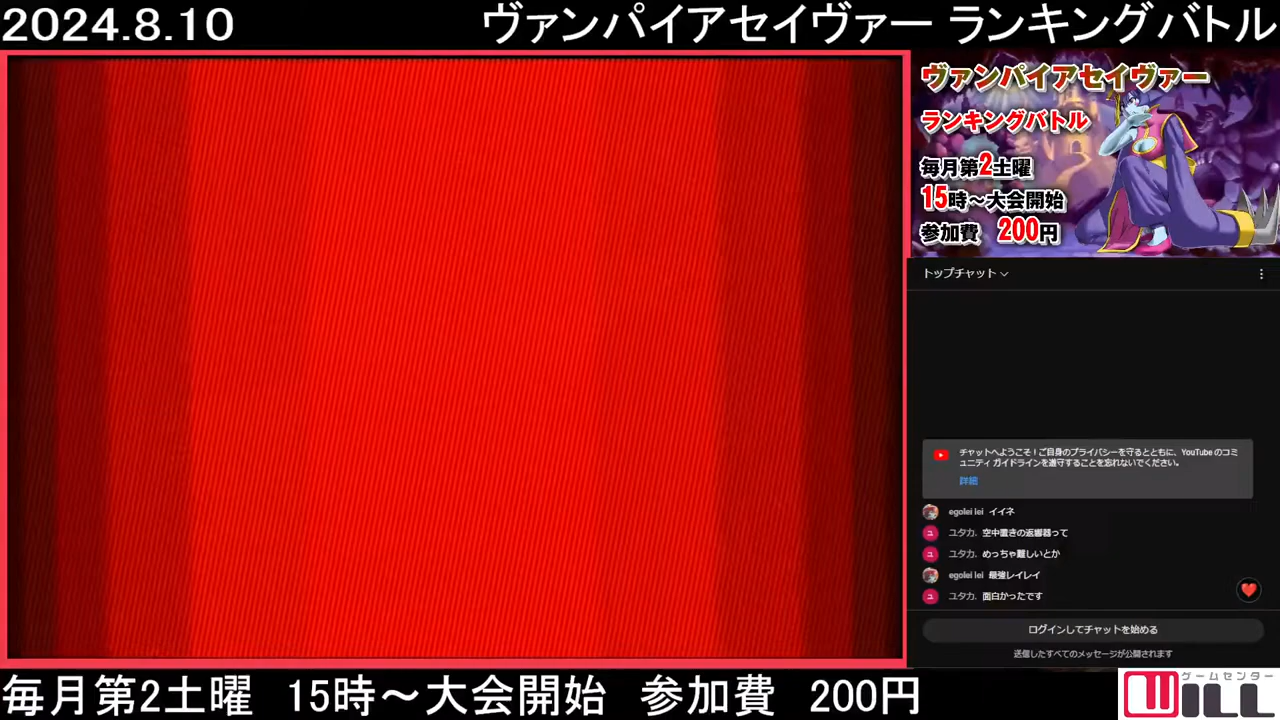 2024.8.10
ヴァンパイアセイヴァー ランキングバトル
ヴァンパイアセイヴァー
ランキングバトル
毎月第2土曜
15時～大会開始
参加費 200円
トップチャット
チャットへようこそ！ご自身のプライバシーを守るとともに、YouTube のコミ
ュニティ ガイドラインを遵守することを忘れないでください。
詳細
egolei lei イイネ
ユ ユタカ. 空中置きの返響器って
ユ ユタカ. めっちゃ難しいとか
egolei lei 最強レイレイ
ユ ユタカ. 面白かったです
ログインしてチャットを始める
送信したすべてのメッセージが公開されます
毎月第2土曜 15時～大会開始 参加費 200円
ゲームセンター
WILL